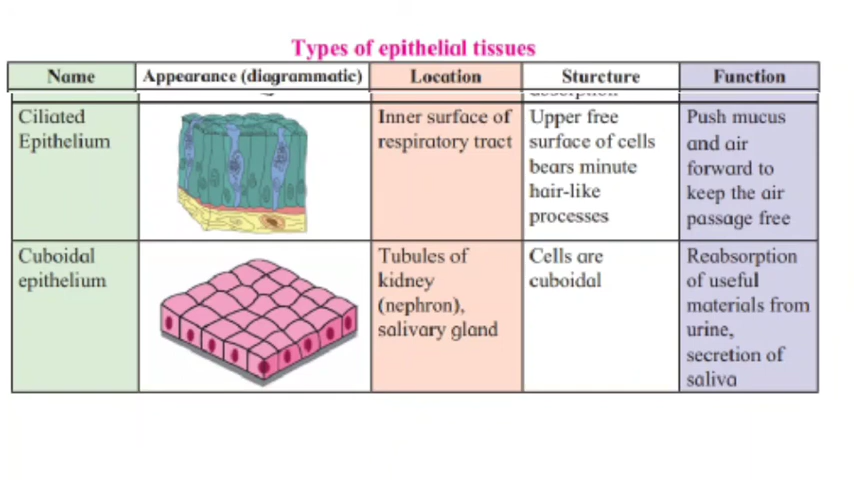 Types of epithelial tissues
Name
Appearance (diagrammatic)
Location
Sturcture
Function
Ciliated
Epithelium
Inner surface of
respiratory tract
Upper free
surface of cells
bears minute
hair-like
processes
Push mucus
and air
forward to
keep the air
passage free
Cuboidal
epithelium
Tubules of
kidney
(nephron),
salivary gland
Cells are
cuboidal
Reabsorption
of useful
materials from
urine,
secretion of
saliva